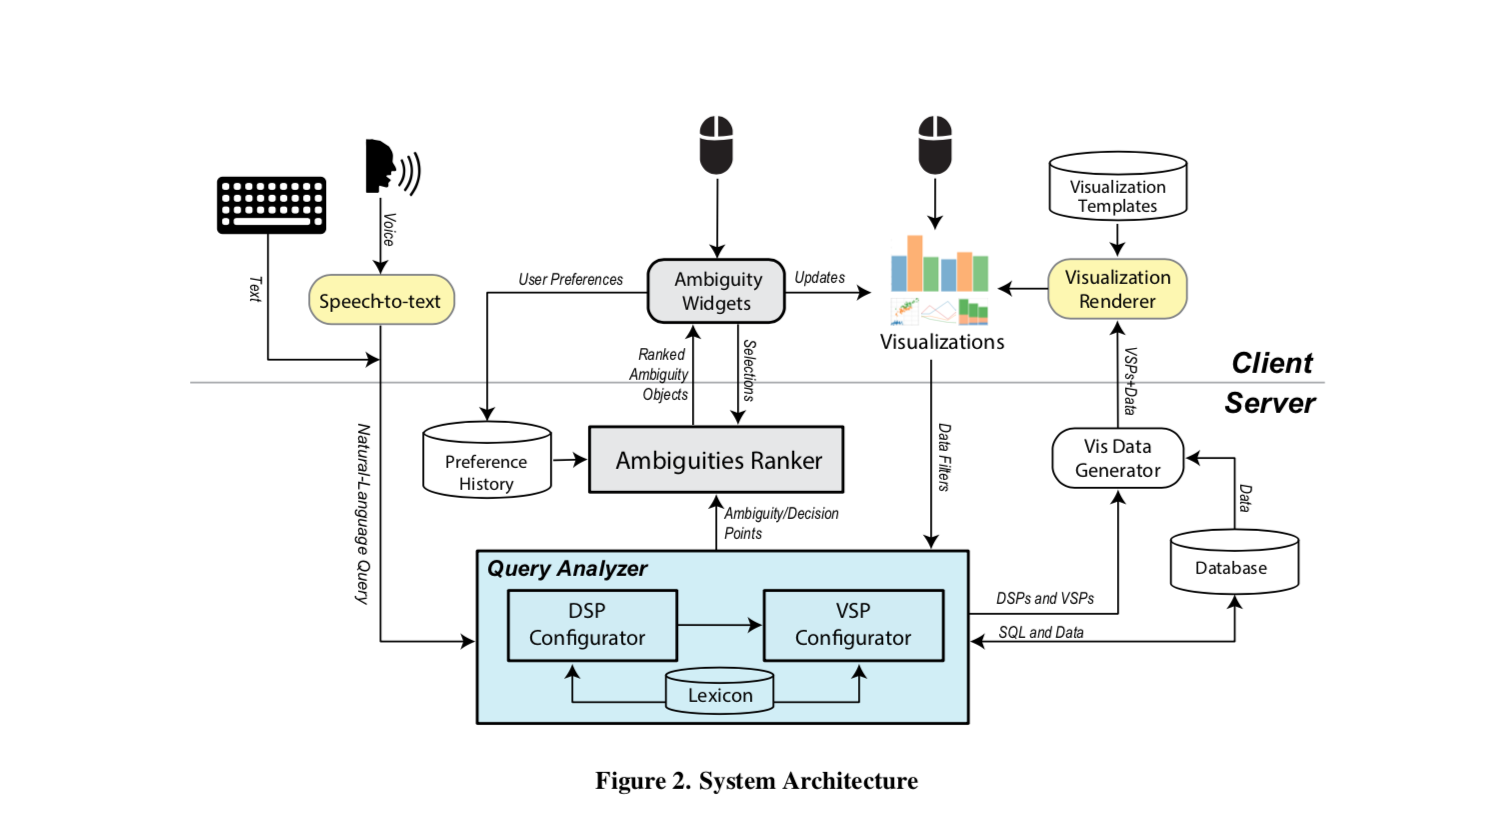 Voice
Text
Speech-to-text
User Preferences
Ambiguity
Widgets
Updates
Visualizations
Visualization
Templates
Visualization
Renderer
Ranked
Ambiguity
Objects
Selections
VSPs+Data
Client
Server
Natural-Language Query
Preference
History
Ambiguities Ranker
Data Filters
Vis Data
Generator
Data
Database
Ambiguity/Decision
Points
Query Analyzer
DSP
Configurator
VSP
Configurator
Lexicon
DSPs and VSPs
SQL and Data
Figure 2. System Architecture